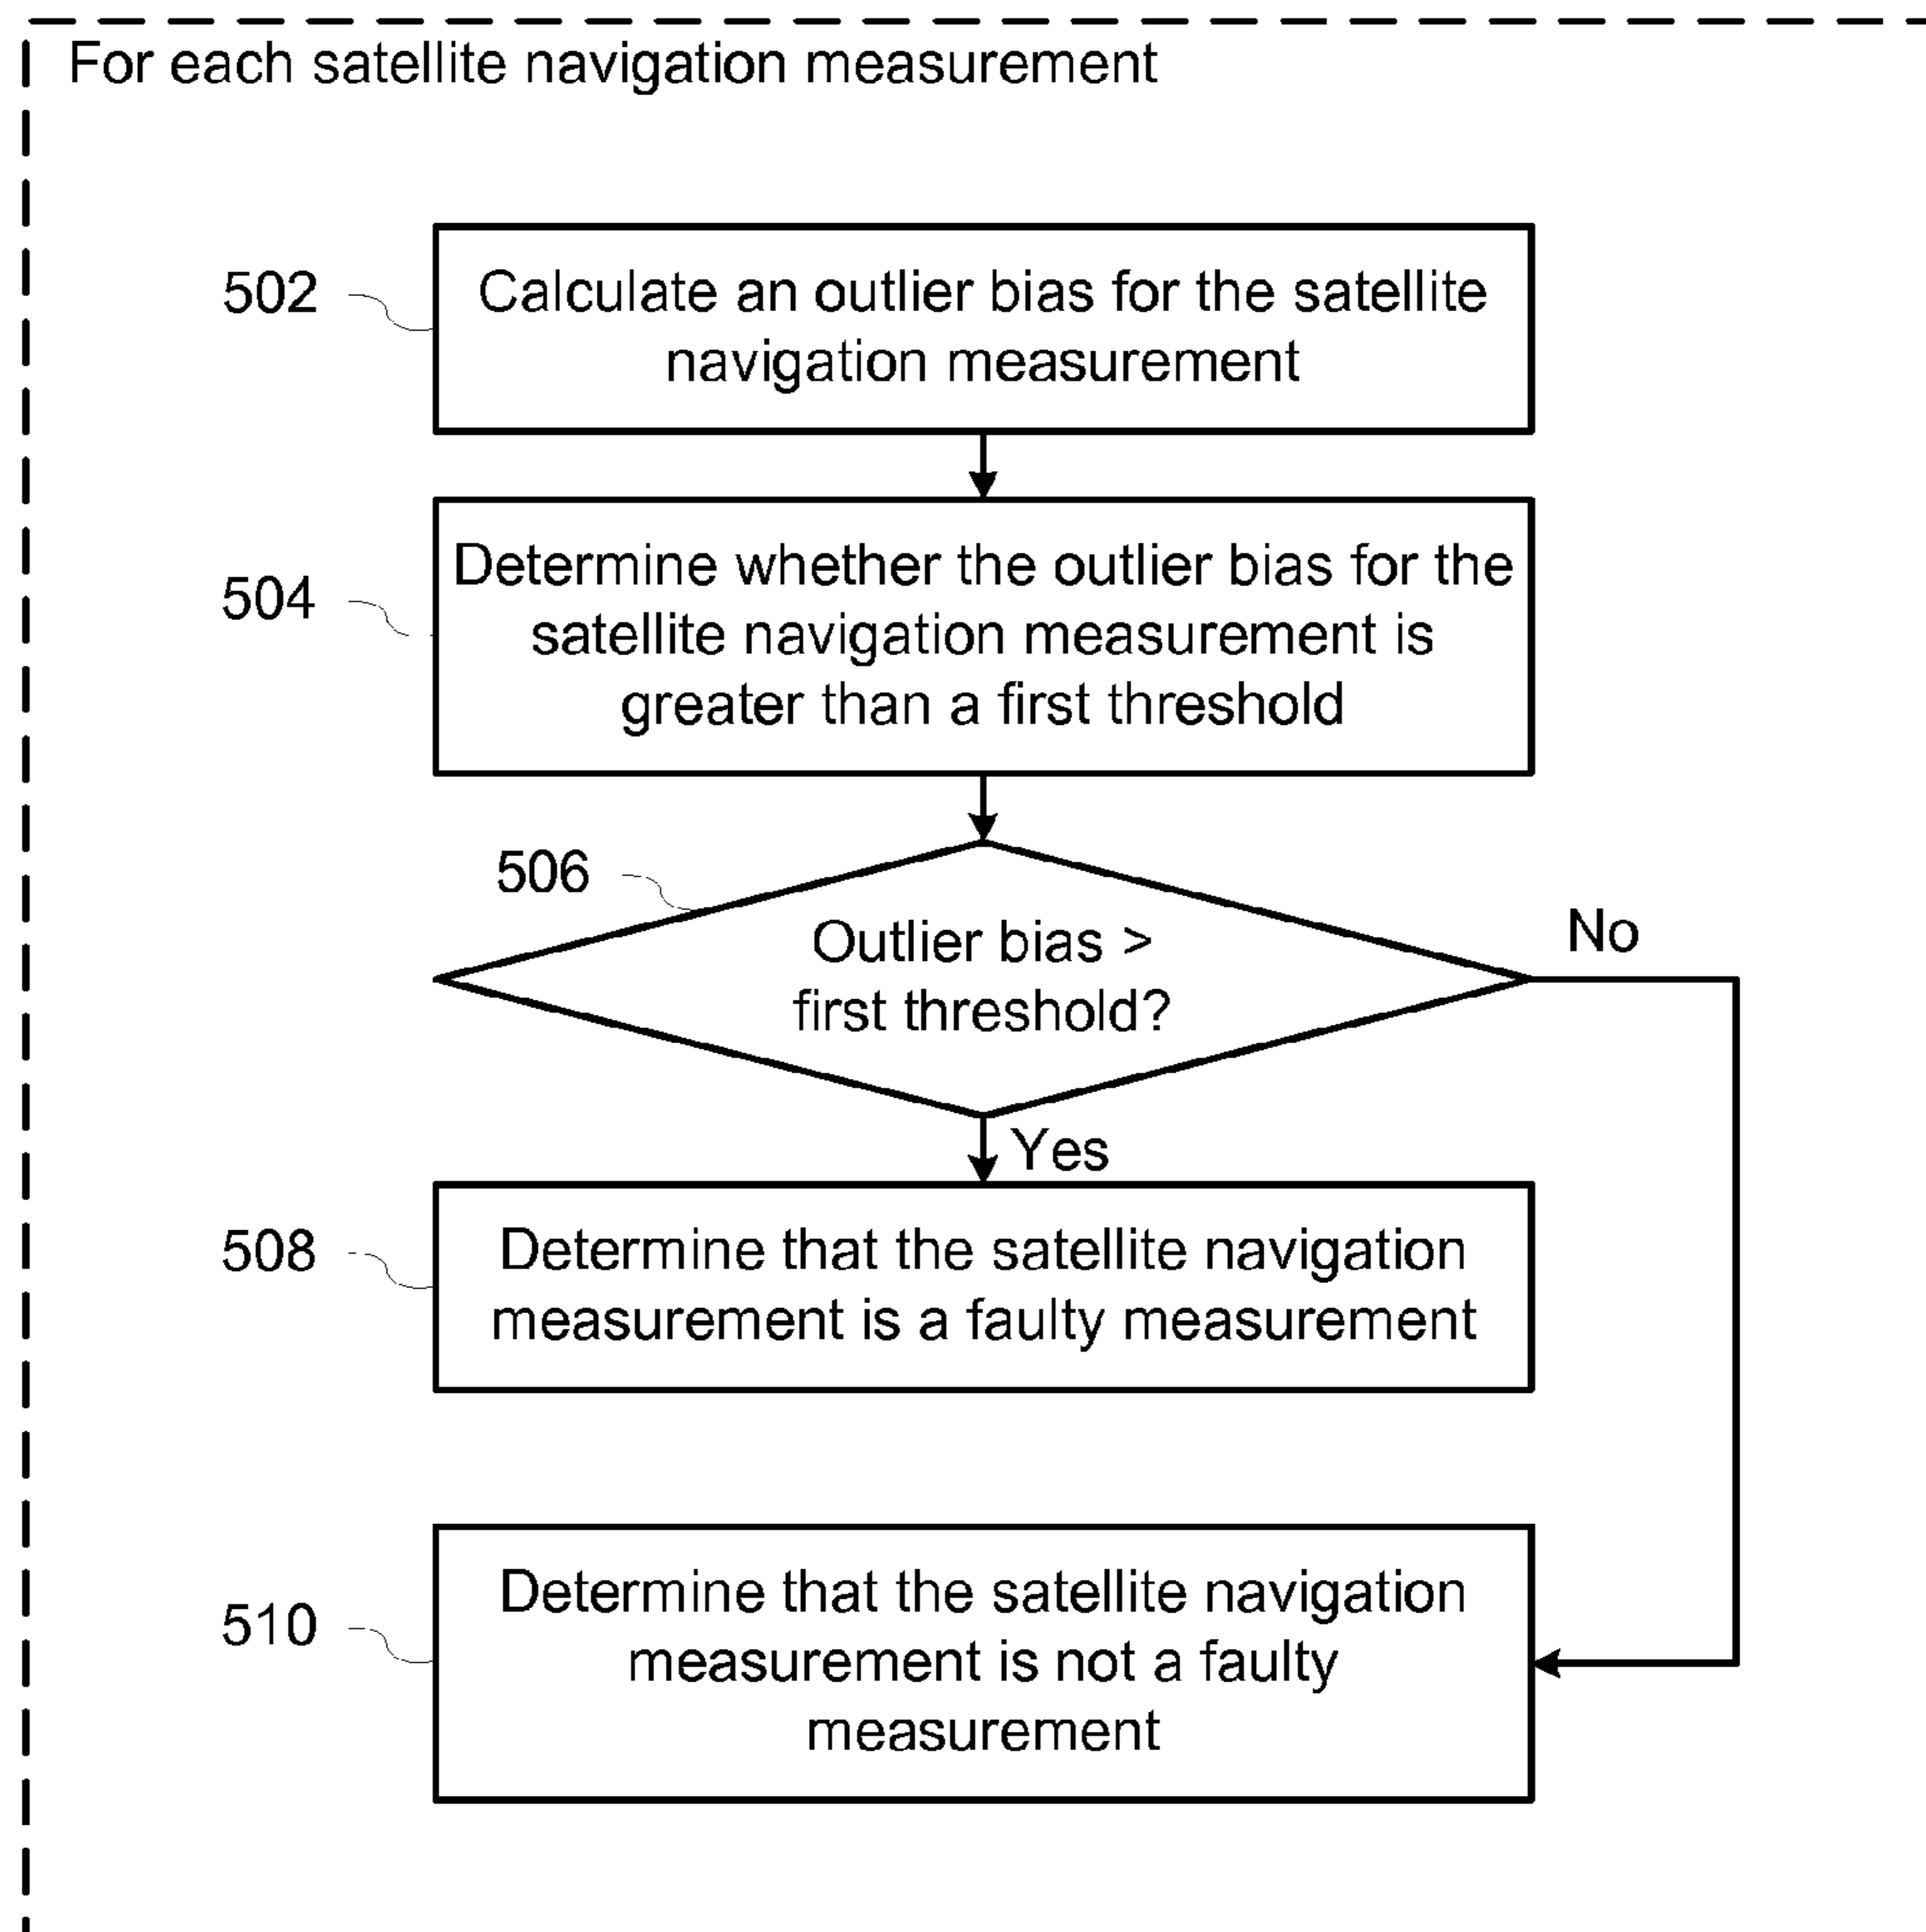 For each satellite navigation measurement
502
Calculate an outlier bias for the satellite
navigation measurement
504
Determine whether the outlier bias for the
satellite navigation measurement is
greater than a first threshold
506
Outlier bias >
first threshold?
No
Yes
508
Determine that the satellite navigation
measurement is a faulty measurement
510
Determine that the satellite navigation
measurement is not a faulty
measurement